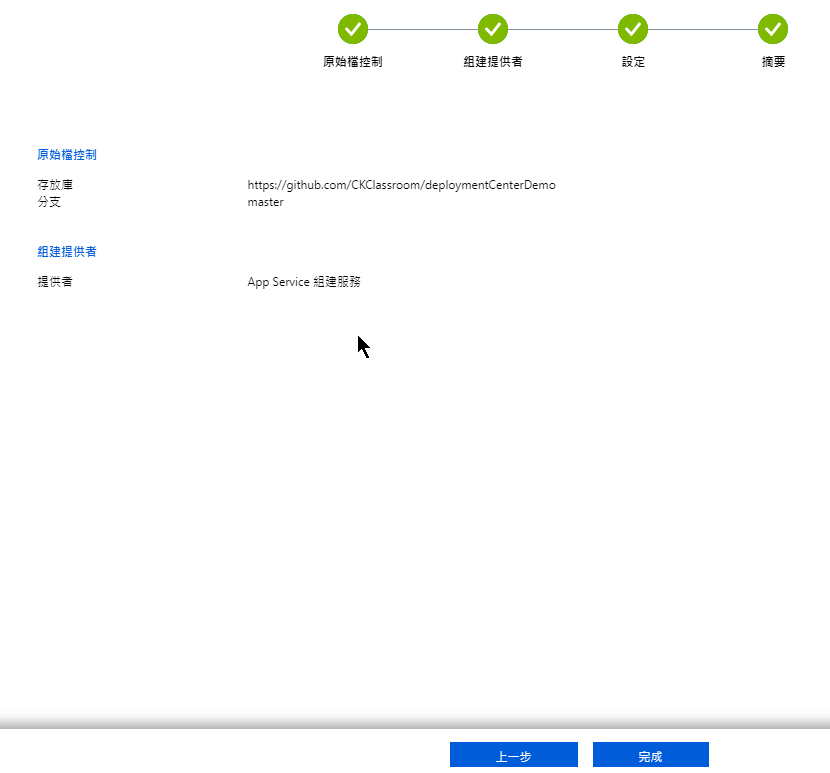 原始檔控制 組建提供者 設定 摘要
原始檔控制
存放庫 https://github.com/CKClassroom/deploymentCenterDemo
分支 master
組建提供者
提供者 App Service 組建服務
上一步 完成